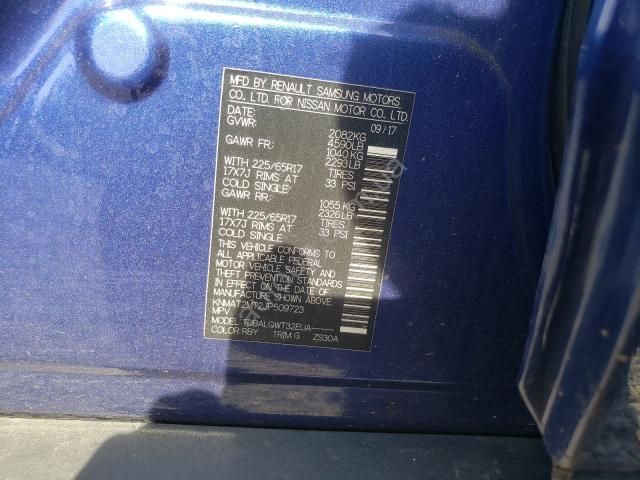 MFD BY RENAULT SAMSUNG MOTORS
CO., LTD. FOR NISSAN MOTOR CO., LTD.
DATE: 09/17
GVWR: 2082KG
4590LB
GAWR FR: 1040KG
2293LB
WITH 225/65R17 TIRES
17X7J RIMS AT 33 PSI
COLD SINGLE:
GAWR RR: 1055KG
2326LB
WITH 225/65R17 TIRES
17X7J RIMS AT 33 PSI
COLD SINGLE
THIS VEHICLE CONFORMS TO
ALL APPLICABLE FEDERAL
MOTOR VEHICLE SAFETY AND
THEFT PREVENTION STANDARDS
IN EFFECT ON THE DATE OF
MANUFACTURE SHOWN ABOVE.
KNMAT2MT2JP509723
MPV
MODEL TDBALQWT32EUA-----
COLOR RBY TRIM G ZS30A